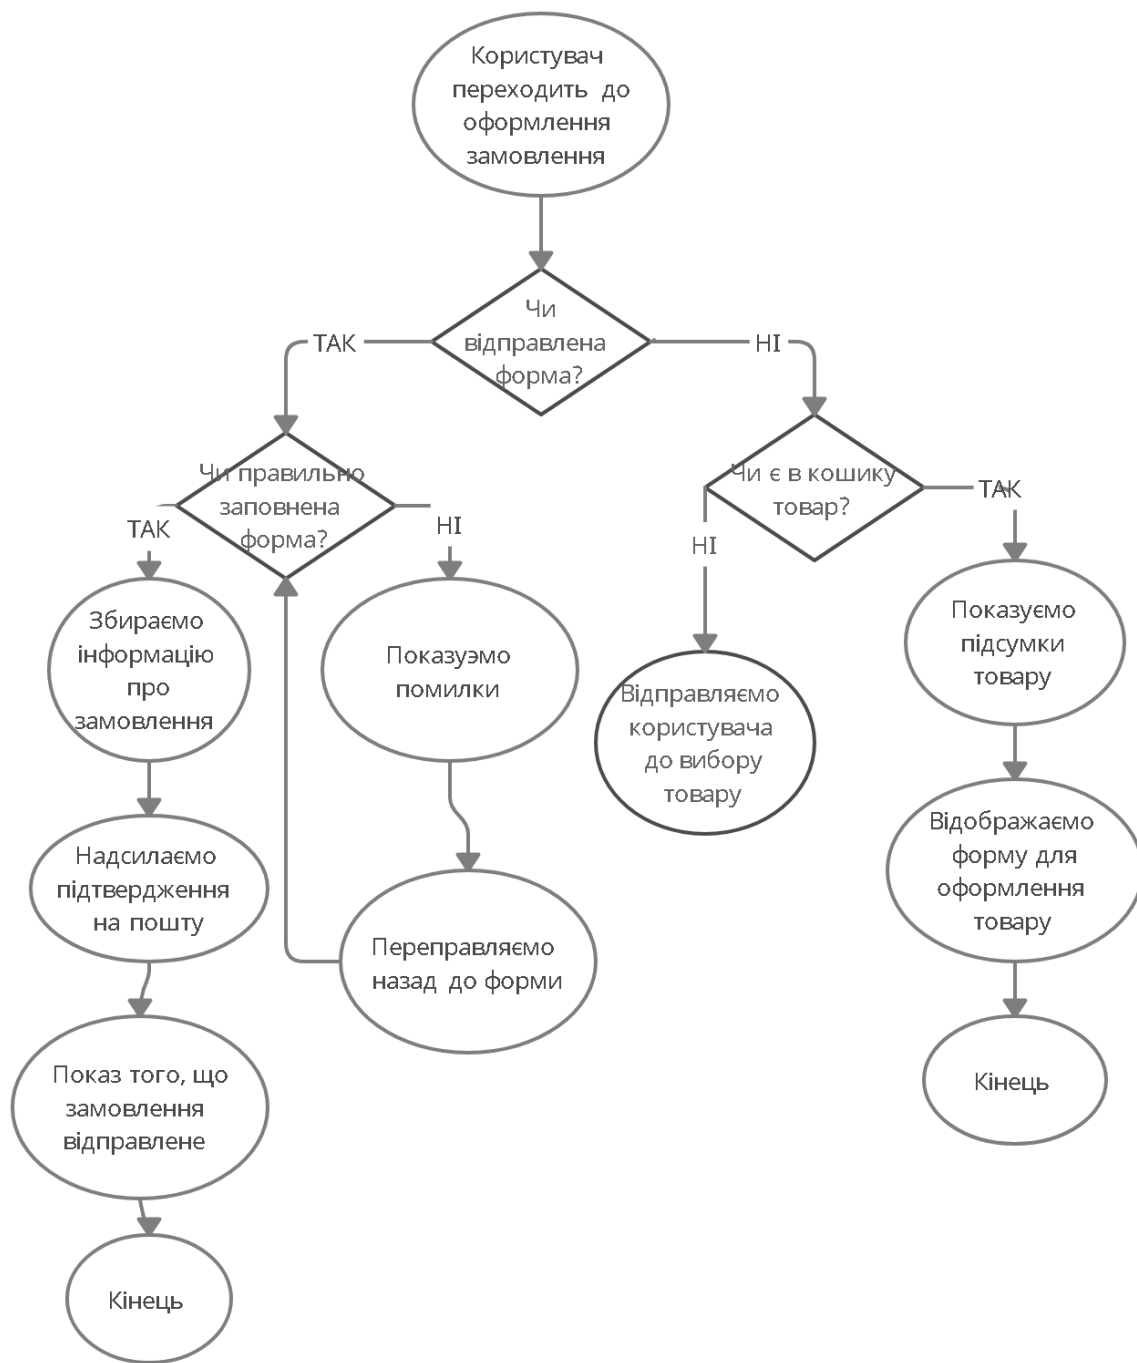 Користувач
переходить до
оформлення
замовлення
Чи
відправлена
форма?
ТАК
НІ
Чи правильно
заповнена
форма?
Чи є в кошику
товар?
ТАК
НІ
НІ
ТАК
Збираємо
інформацію
про
замовлення
Показуэмо
помилки
Відправляємо
користувача
до вибору
товару
Показуємо
підсумки
товару
Надсилаємо
підтвердження
на пошту
Переправляємо
назад до форми
Відображаємо
форму для
оформлення
товару
Показ того, що
замовлення
відправлене
Кінець
Кінець